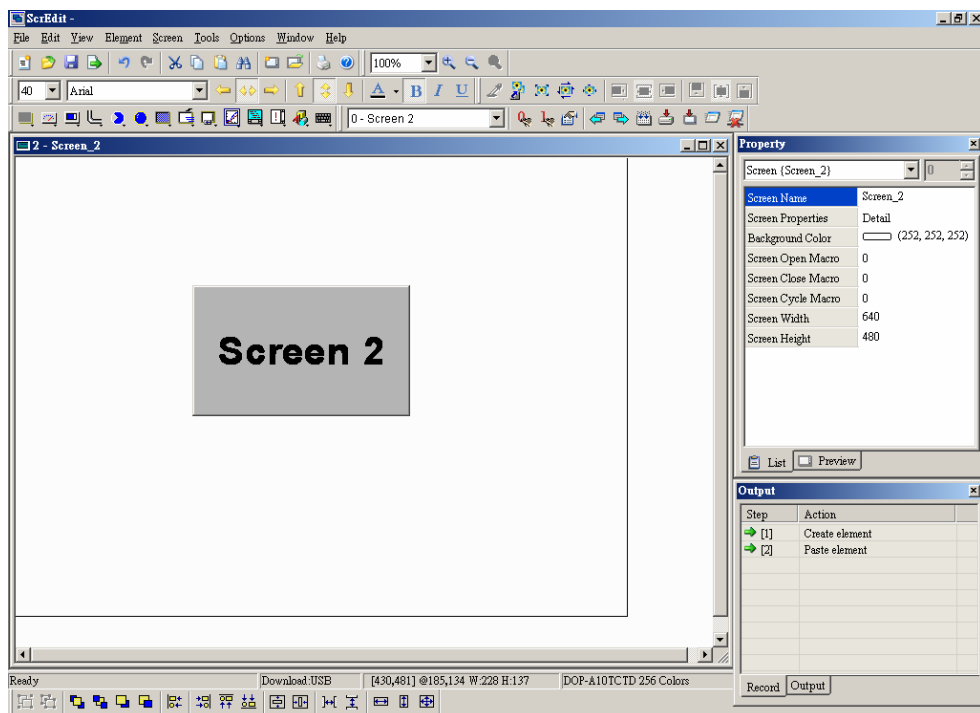 ScrEdit -
File Edit View Element Screen Tools Options Window Help
100%
40 Arial A B I U
0 - Screen 2
2 - Screen_2
Screen 2
Property
Screen {Screen_2} 0
Screen Name Screen_2
Screen Properties Detail
Background Color (252, 252, 252)
Screen Open Macro 0
Screen Close Macro 0
Screen Cycle Macro 0
Screen Width 640
Screen Height 480
List Preview
Output
Step Action
[1] Create element
[2] Paste element
Record Output
Ready Download:USB [430,481] @185,134 W:228 H:137 DOP-A10TCTD 256 Colors